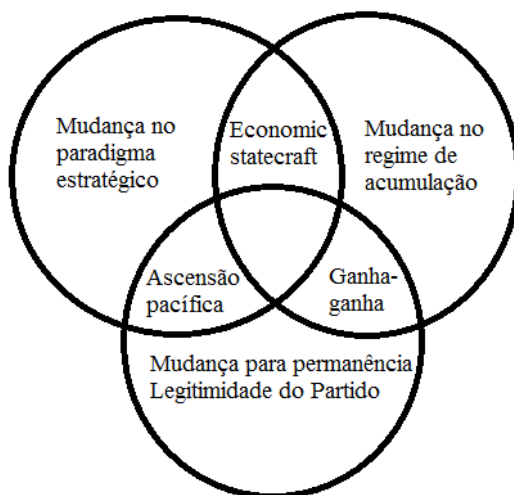 Mudança no
paradigma
estratégico
Economic
statecraft
Mudança no
regime de
acumulação
Ascensão
pacífica
Ganha-
ganha
Mudança para permanência
Legitimidade do Partido